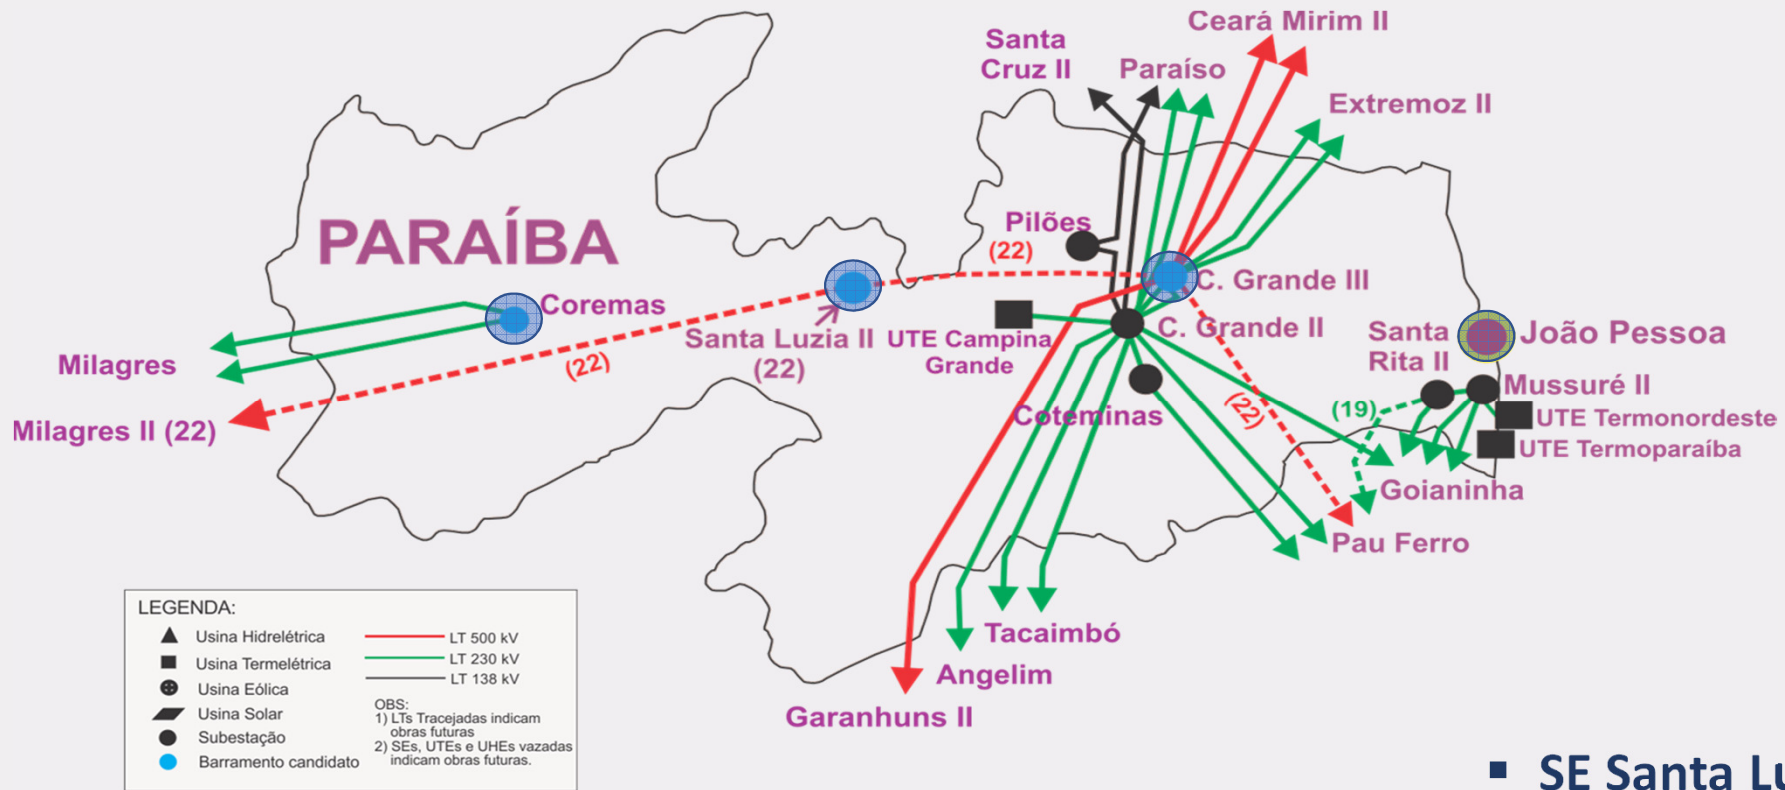 Ceará Mirim II
Santa
Cruz II
Paraíso
Extremoz II
PARAÍBA
Pilões
(22)
C. Grande III
Coremas
Santa Luzia II
(22)
UTE Campina
Grande
C. Grande II
Santa
Rita II
João Pessoa
Milagres
(22)
Milagres II (22)
Coteminas
(22)
(19)
Mussuré II
UTE Termonordeste
UTE Termoparaíba
Goianinha
Pau Ferro
Tacaimbó
Angelim
Garanhuns II
LEGENDA:
Usina Hidrelétrica
Usina Termelétrica
Usina Eólica
Usina Solar
Subestação
Barramento candidato
LT 500 kV
LT 230 kV
LT 138 kV
OBS:
1) LTs Tracejadas indicam
obras futuras
2) SEs, UTEs e UHEs vazadas
indicam obras futuras.
▪ SE Santa Lu